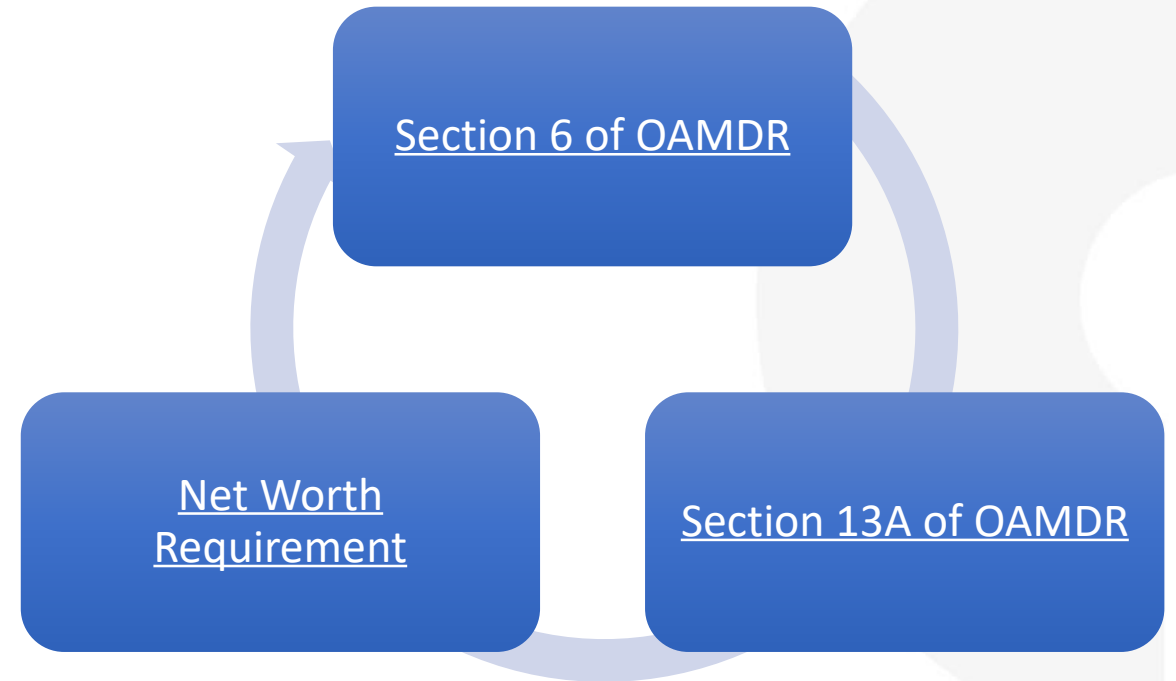 Section 6 of OAMDR
Net Worth
Requirement
Section 13A of OAMDR